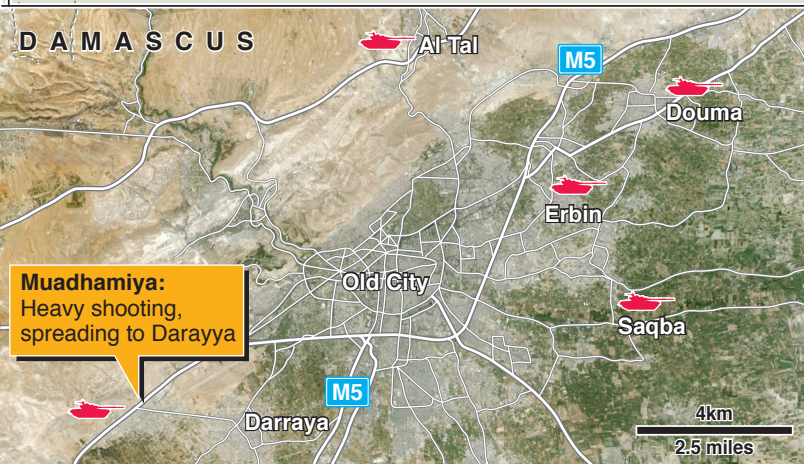 DAMASCUS
Al Tal
M5
Douma
Erbin
Old City
Muadhamiya:
Heavy shooting,
spreading to Darayya
Saqba
M5
Darraya
4km
2.5 miles